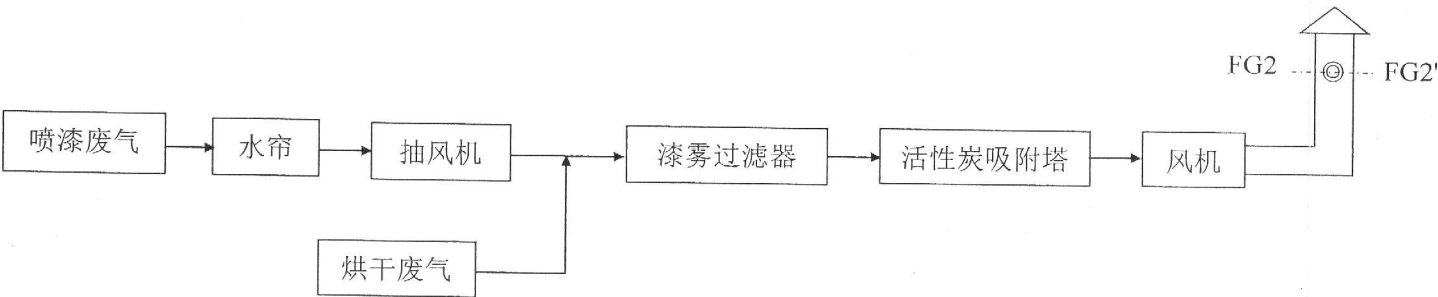 FG2
FG2'
喷漆废气
水帘
抽风机
漆雾过滤器
活性炭吸附塔
风机
烘干废气